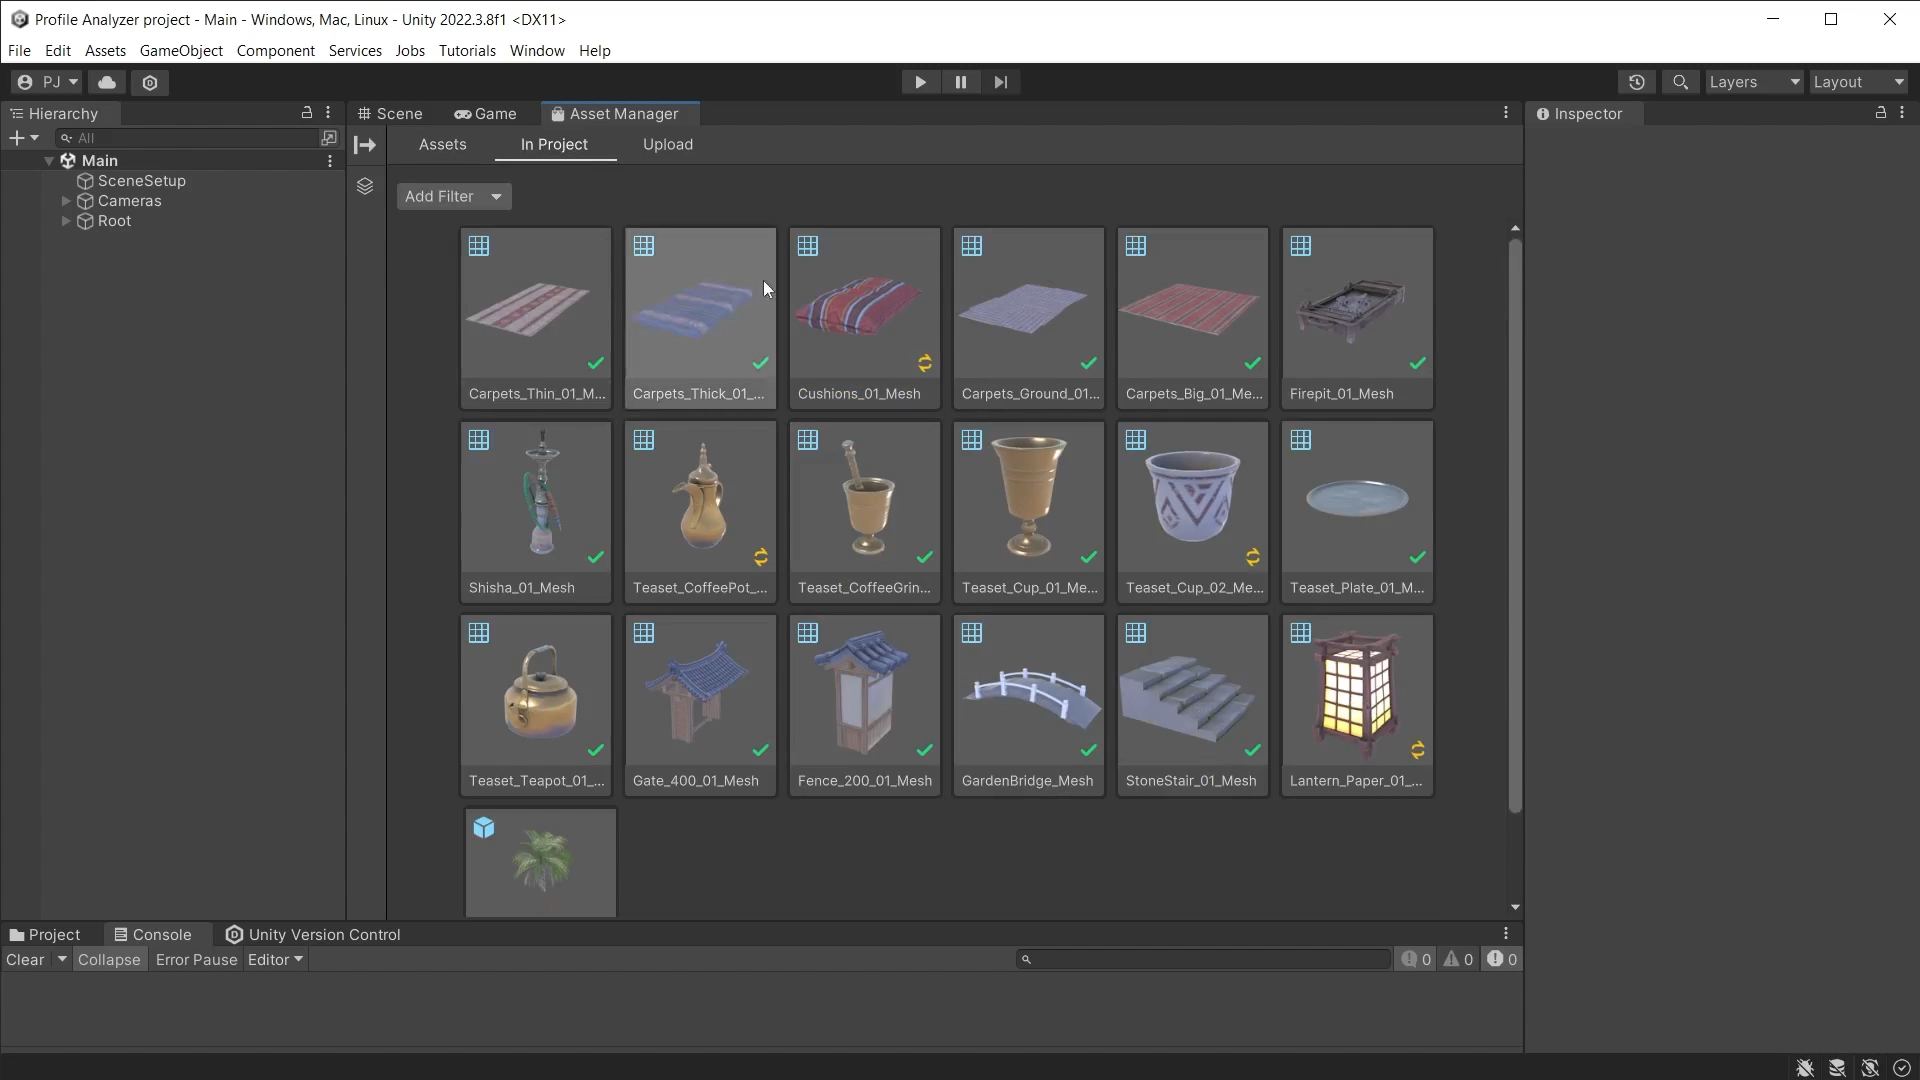 Profile Analyzer project - Main - Windows, Mac, Linux - Unity 2022.3.8f1 <DX11>
File Edit Assets GameObject Component Services Jobs Tutorials Window Help
PJ
Layers
Layout
Hierarchy
Scene
Game
Asset Manager
Inspector
All
Main
SceneSetup
Cameras
Root
Assets
In Project
Upload
Add Filter
Carpets_Thin_01_M...
Carpets_Thick_01_...
Cushions_01_Mesh
Carpets_Ground_01...
Carpets_Big_01_Me...
Firepit_01_Mesh
Shisha_01_Mesh
Teaset_CoffeePot_...
Teaset_CoffeeGrin...
Teaset_Cup_01_Me...
Teaset_Cup_02_Me...
Teaset_Plate_01_M...
Teaset_Teapot_01_...
Gate_400_01_Mesh
Fence_200_01_Mesh
GardenBridge_Mesh
StoneStair_01_Mesh
Lantern_Paper_01_...
Project
Console
Unity Version Control
Clear
Collapse
Error Pause
Editor
0
0
0